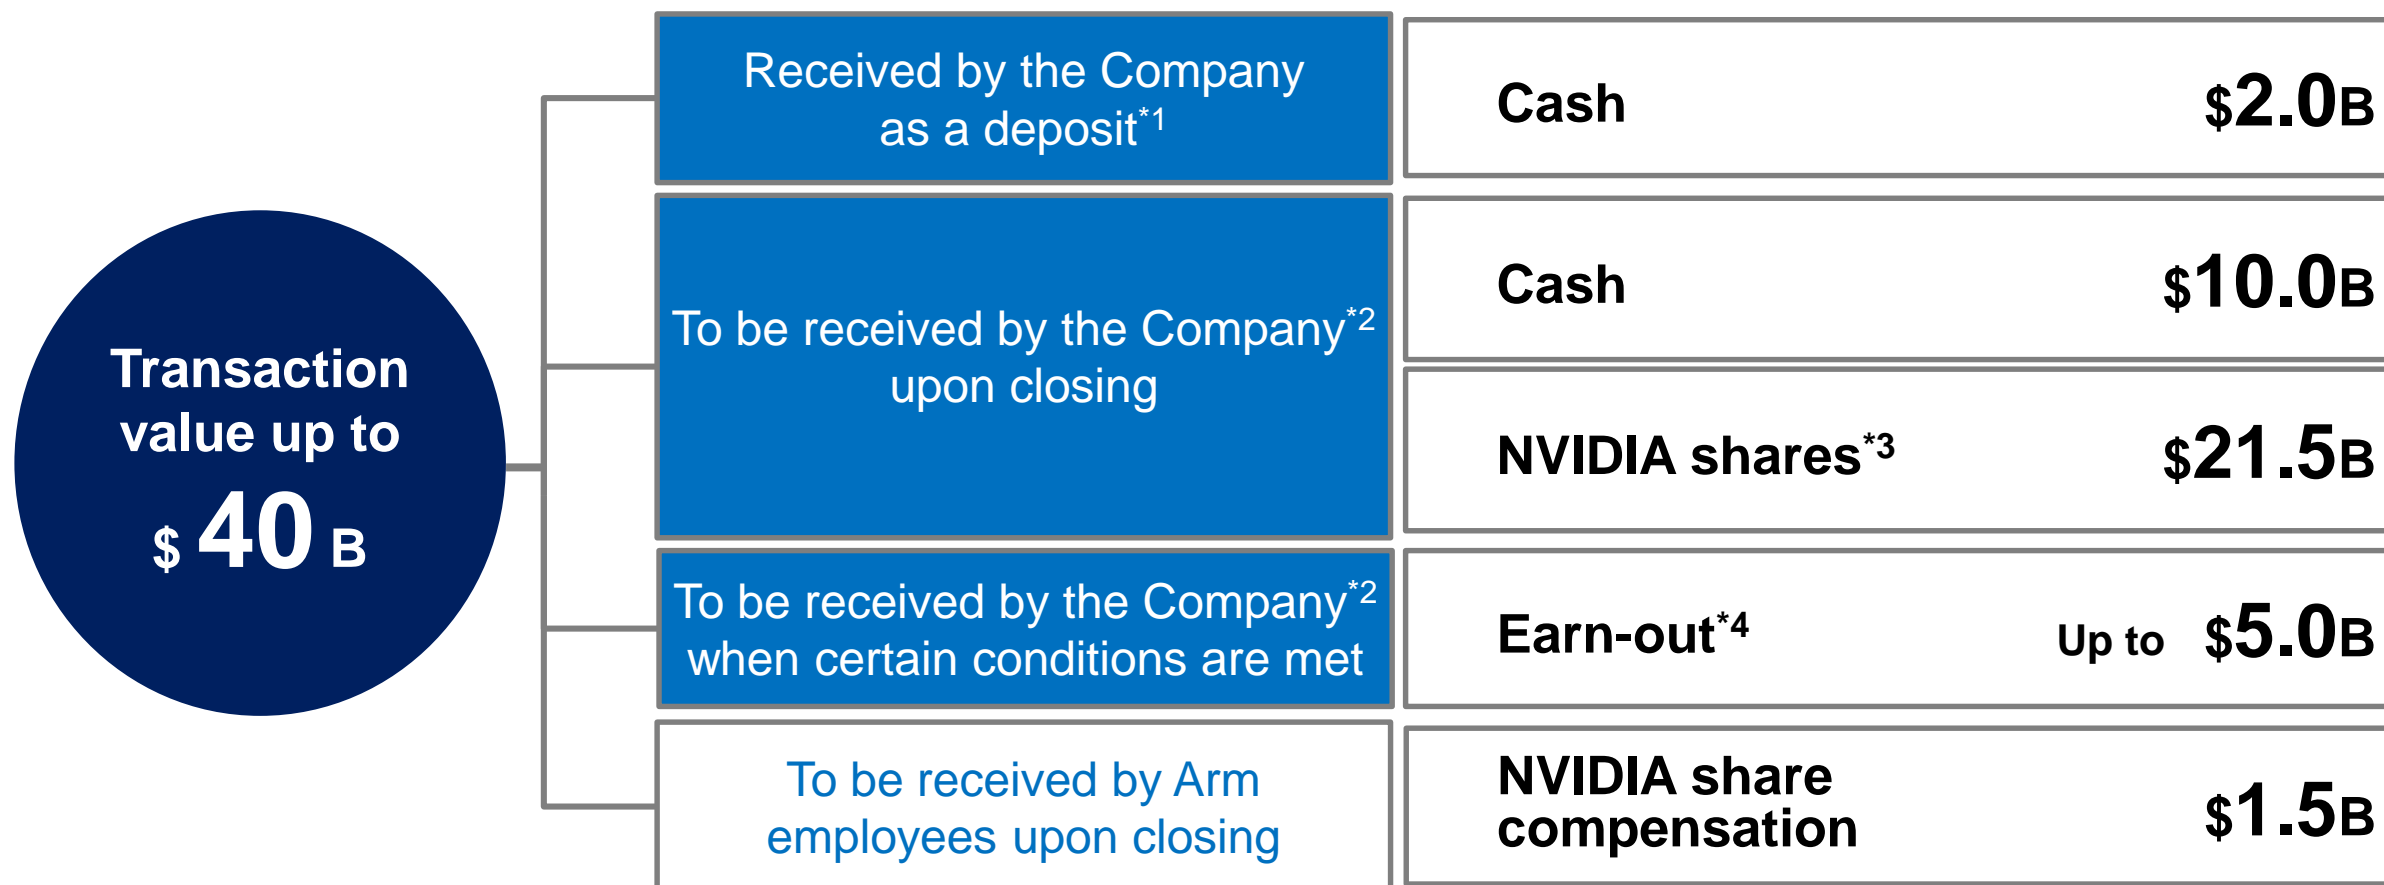 Transaction
value up to
$ 40 B
Received by the Company
as a deposit*1
Cash $2.0B
To be received by the Company*2
upon closing
Cash $10.0B
NVIDIA shares*3 $21.5B
To be received by the Company*2
when certain conditions are met
Earn-out*4 Up to $5.0B
To be received by Arm
employees upon closing
NVIDIA share
compensation $1.5B